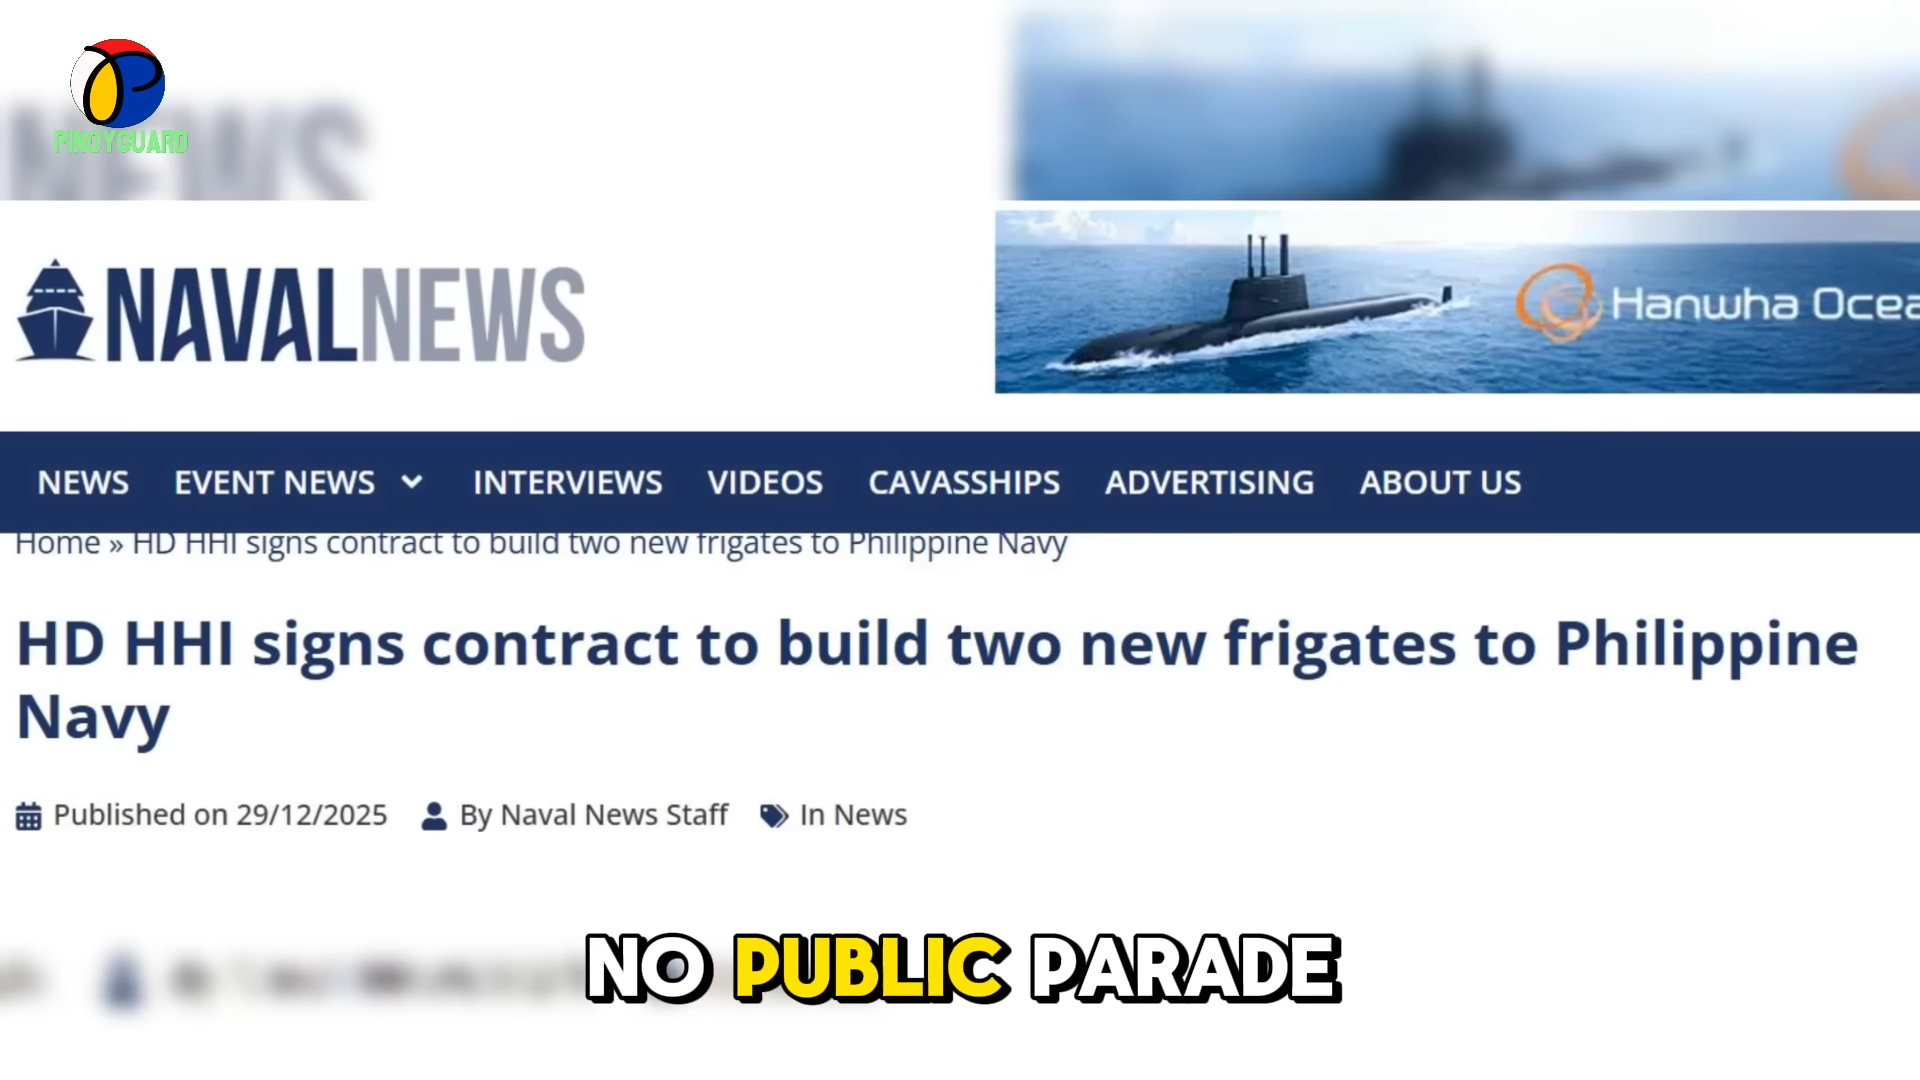 PINOYGUARD
NEWS
NAVALNEWS
Hanwha Ocea
NEWS EVENT NEWS INTERVIEWS VIDEOS CAVASSHIPS ADVERTISING ABOUT US
Home » HD HHI signs contract to build two new frigates to Philippine Navy
HD HHI signs contract to build two new frigates to Philippine
Navy
Published on 29/12/2025 By Naval News Staff In News
NO PUBLIC PARADE